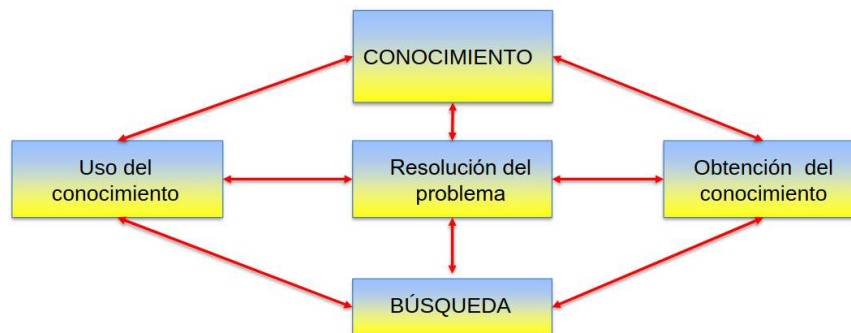 CONOCIMIENTO
Uso del
conocimiento
Resolución del
problema
Obtención del
conocimiento
BÚSQUEDA